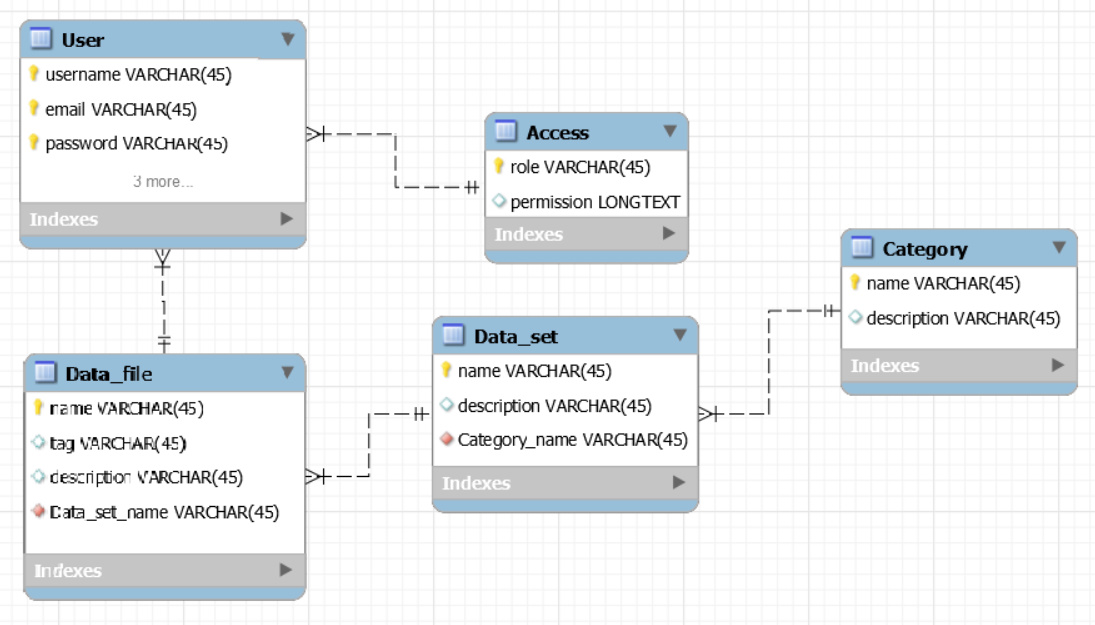 User
username VARCHAR(45)
email VARCHAR(45)
password VARCHAR(45)
3 more...
Indexes
Access
role VARCHAR(45)
permission LONGTEXT
Indexes
Category
name VARCHAR(45)
description VARCHAR(45)
Indexes
Data_set
name VARCHAR(45)
description VARCHAR(45)
Category_name VARCHAR(45)
Indexes
Data_file
name VARCHAR(45)
tag VARCHAR(45)
description VARCHAR(45)
Data_set_name VARCHAR(45)
Indexes